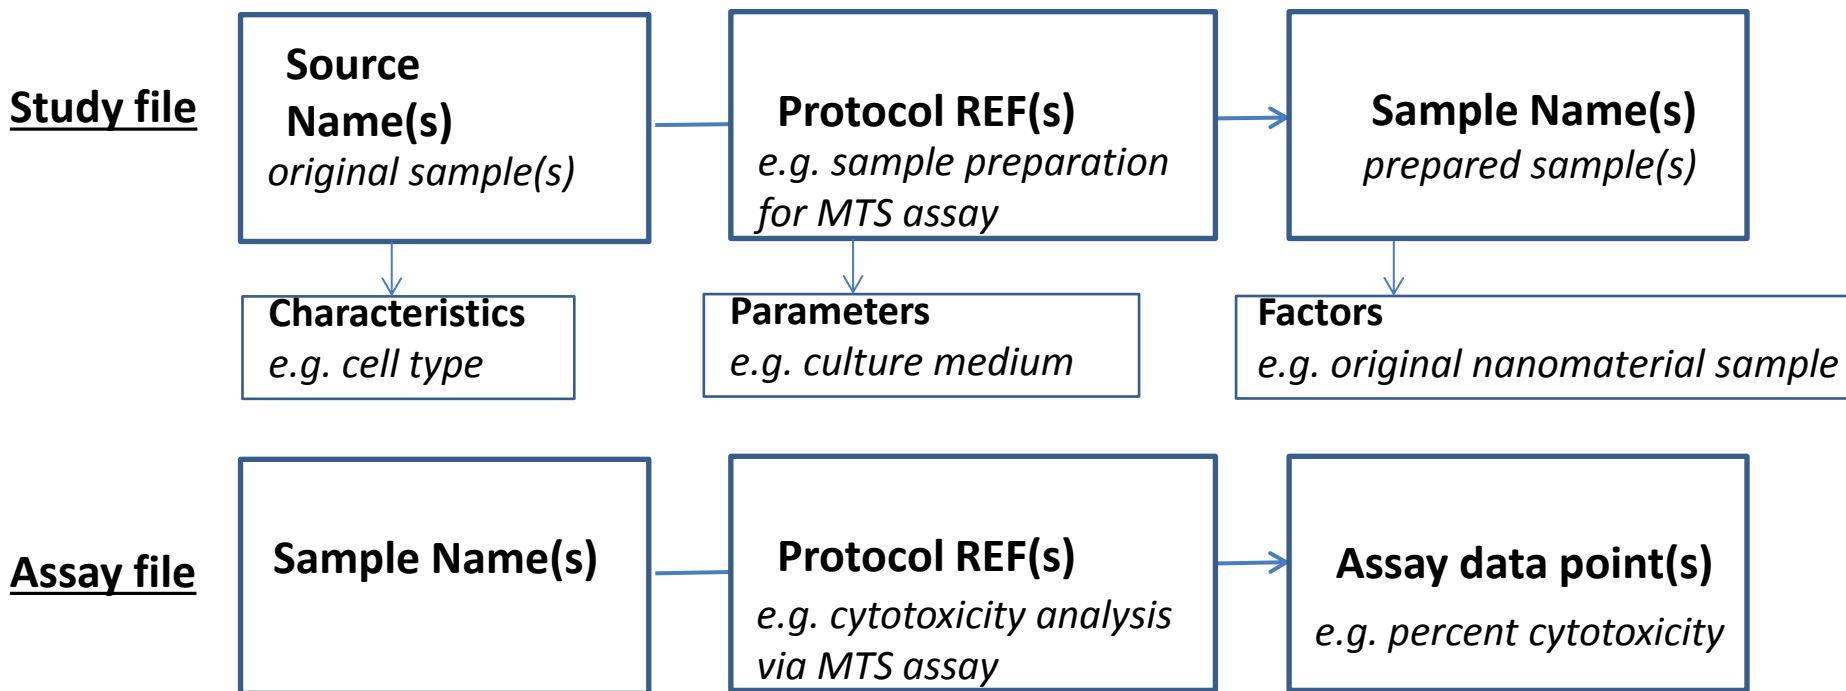 Study file
Source
Name(s)
original sample(s)
Protocol REF(s)
e.g. sample preparation
for MTS assay
Sample Name(s)
prepared sample(s)
Characteristics
e.g. cell type
Parameters
e.g. culture medium
Factors
e.g. original nanomaterial sample
Assay file
Sample Name(s)
Protocol REF(s)
e.g. cytotoxicity analysis
via MTS assay
Assay data point(s)
e.g. percent cytotoxicity